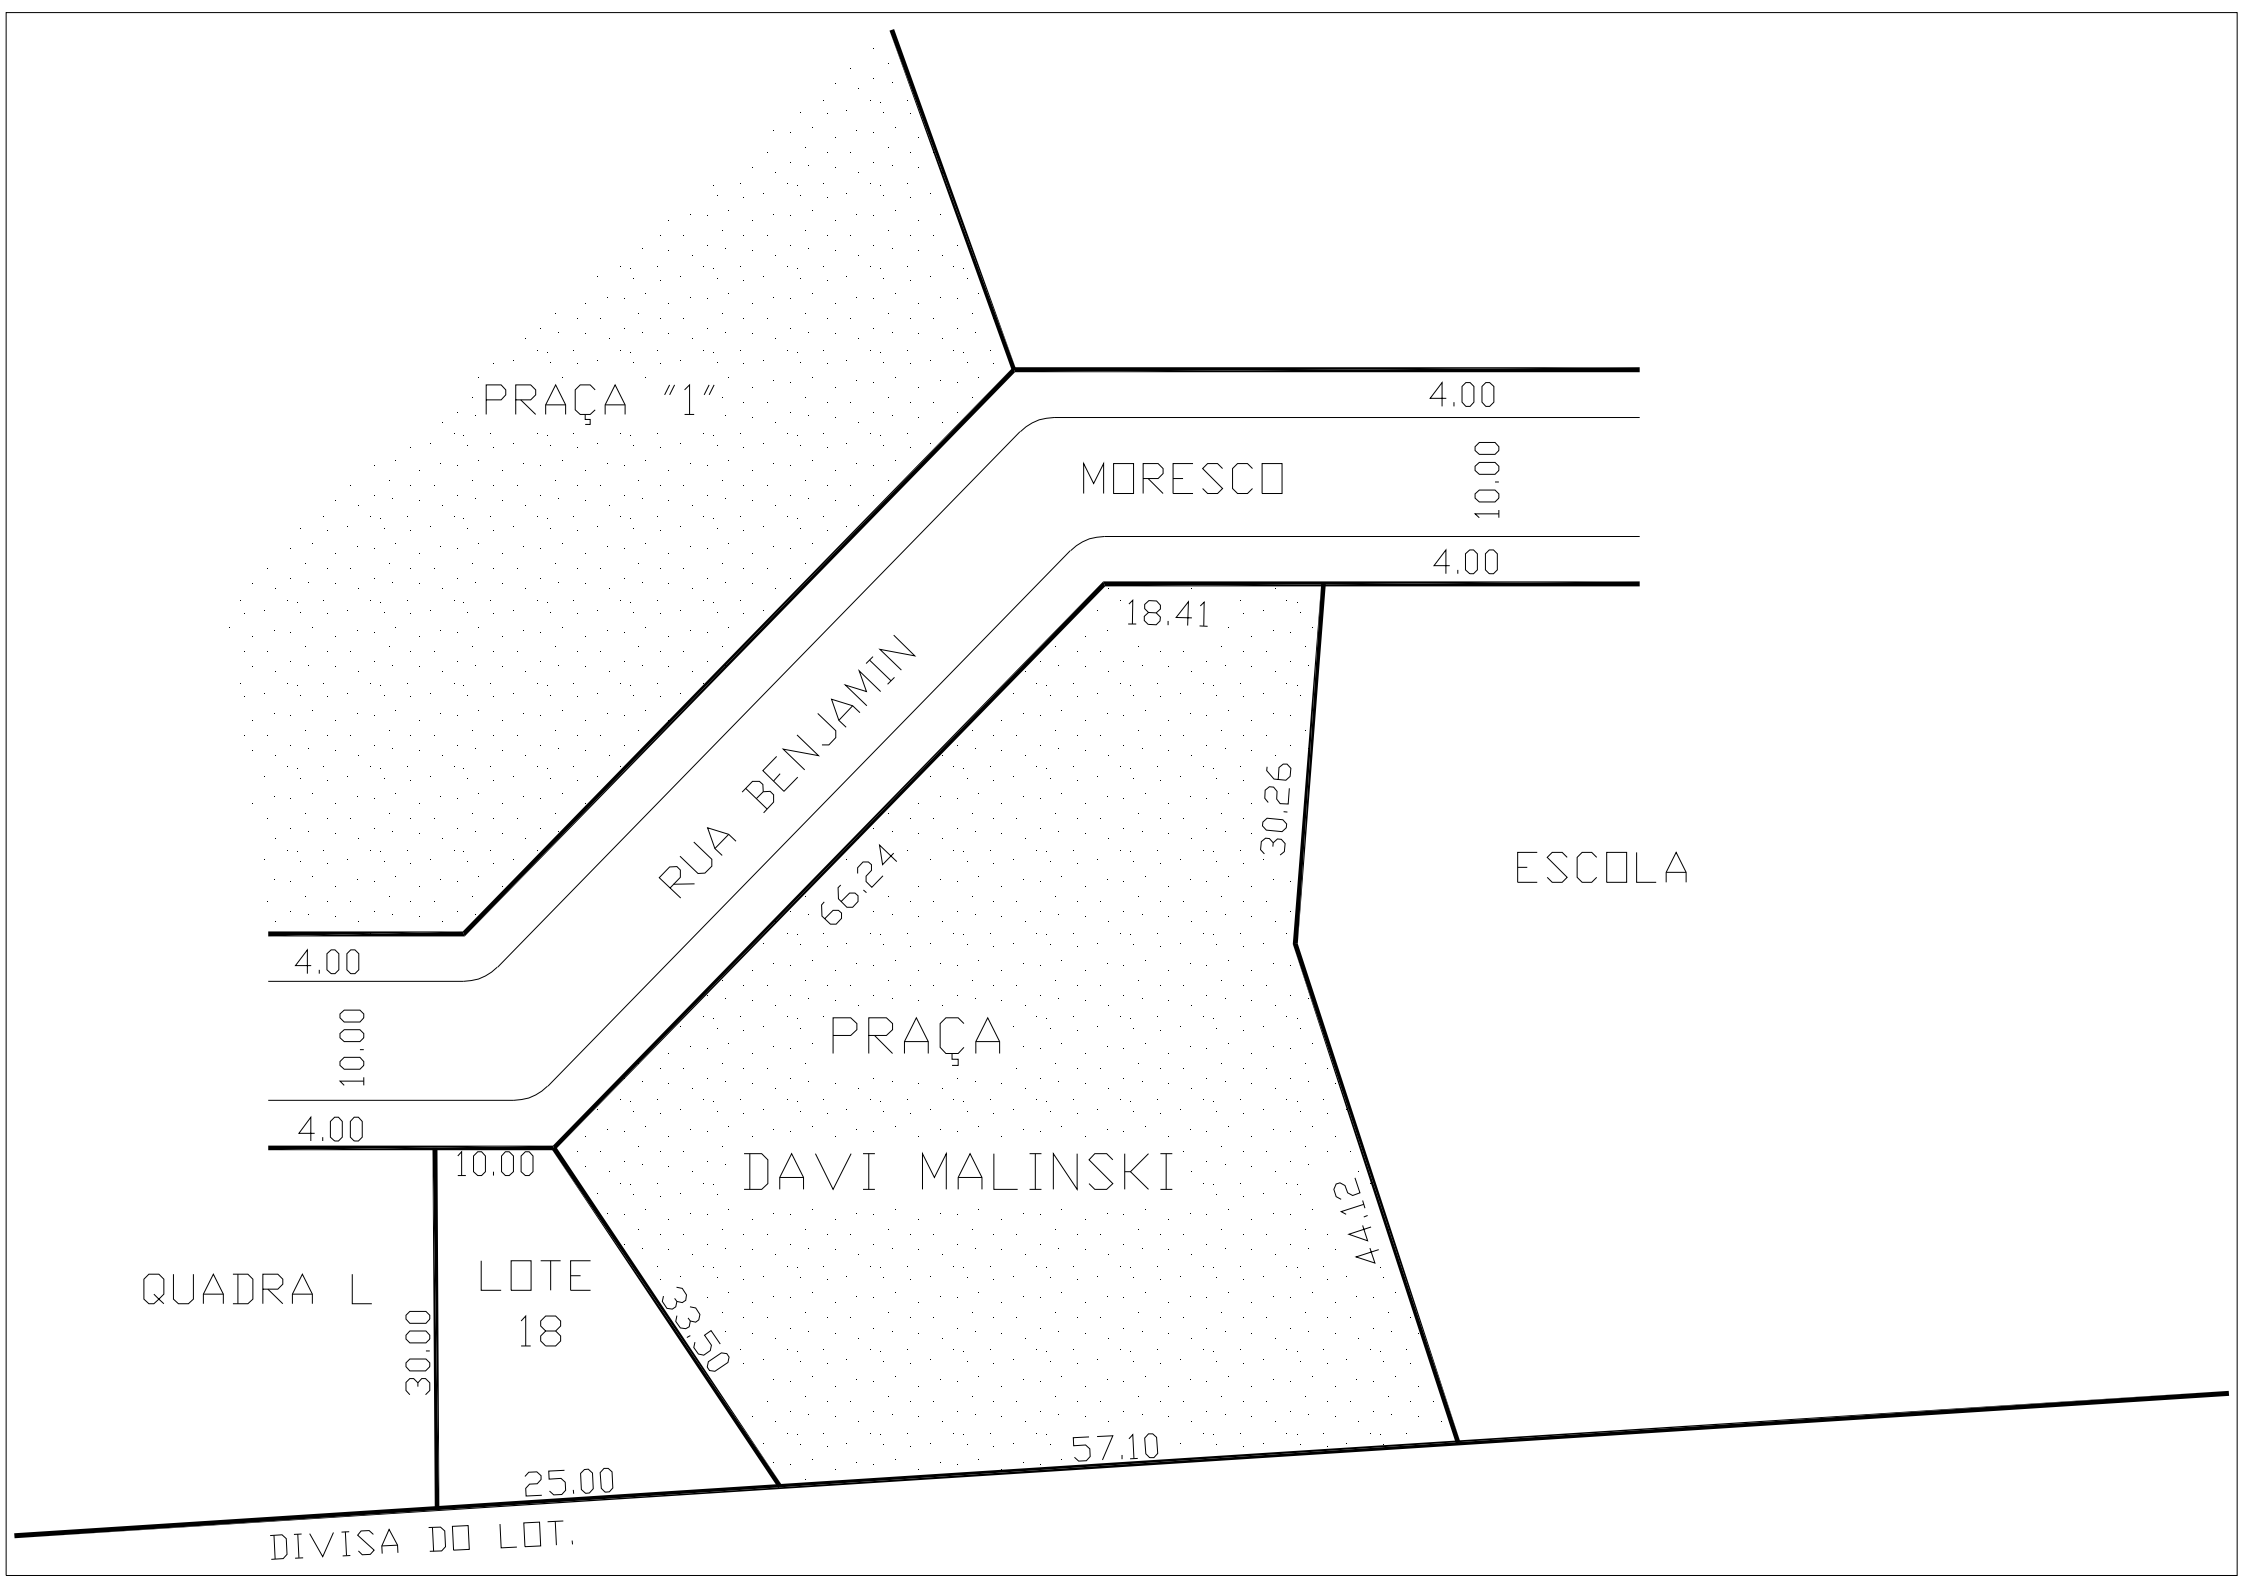 PRAÇA "1"
4.00
MORESCO
10.00
4.00
18.41
RUA BENJAMIN
30.26
66.24
ESCOLA
4.00
10.00
4.00
PRAÇA
DAVI MALINSKI
10.00
44.12
QUADRA L
LOTE
18
33.50
30.00
57.10
25.00
DIVISA DO LOT.